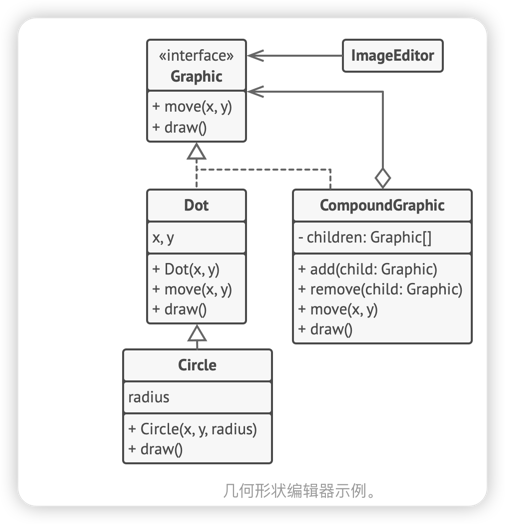 «interface»
Graphic
+ move(x, y)
+ draw()
ImageEditor
Dot
x, y
+ Dot(x, y)
+ move(x, y)
+ draw()
CompoundGraphic
- children: Graphic[]
+ add(child: Graphic)
+ remove(child: Graphic)
+ move(x, y)
+ draw()
Circle
radius
+ Circle(x, y, radius)
+ draw()
几何形状编辑器示例。